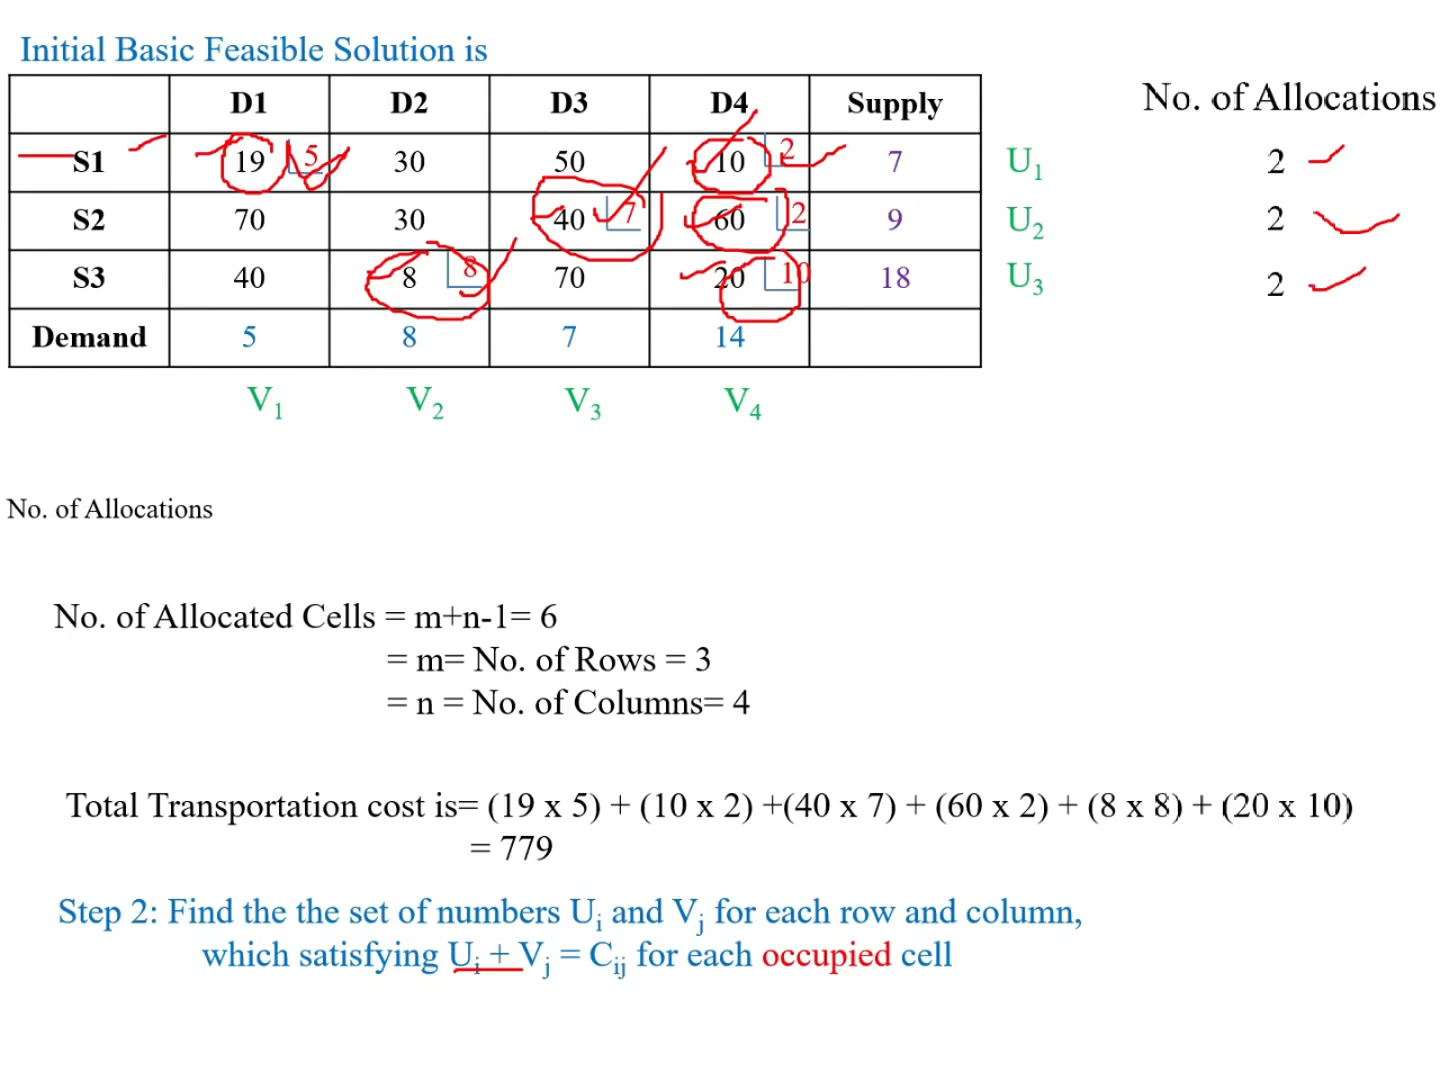 Initial Basic Feasible Solution is
D1 D2 D3 D4 Supply
S1 19 5 30 50 10 2 7 U1
S2 70 30 40 7 60 2 9 U2
S3 40 8 8 70 20 10 18 U3
Demand 5 8 7 14
V1 V2 V3 V4
No. of Allocations
2
2
2
No. of Allocations
No. of Allocated Cells = m+n-1= 6
= m= No. of Rows = 3
= n = No. of Columns= 4
Total Transportation cost is= (19 x 5) + (10 x 2) +(40 x 7) + (60 x 2) + (8 x 8) + (20 x 10)
= 779
Step 2: Find the the set of numbers Ui and Vj for each row and column,
which satisfying Ui + Vj = Cij for each occupied cell